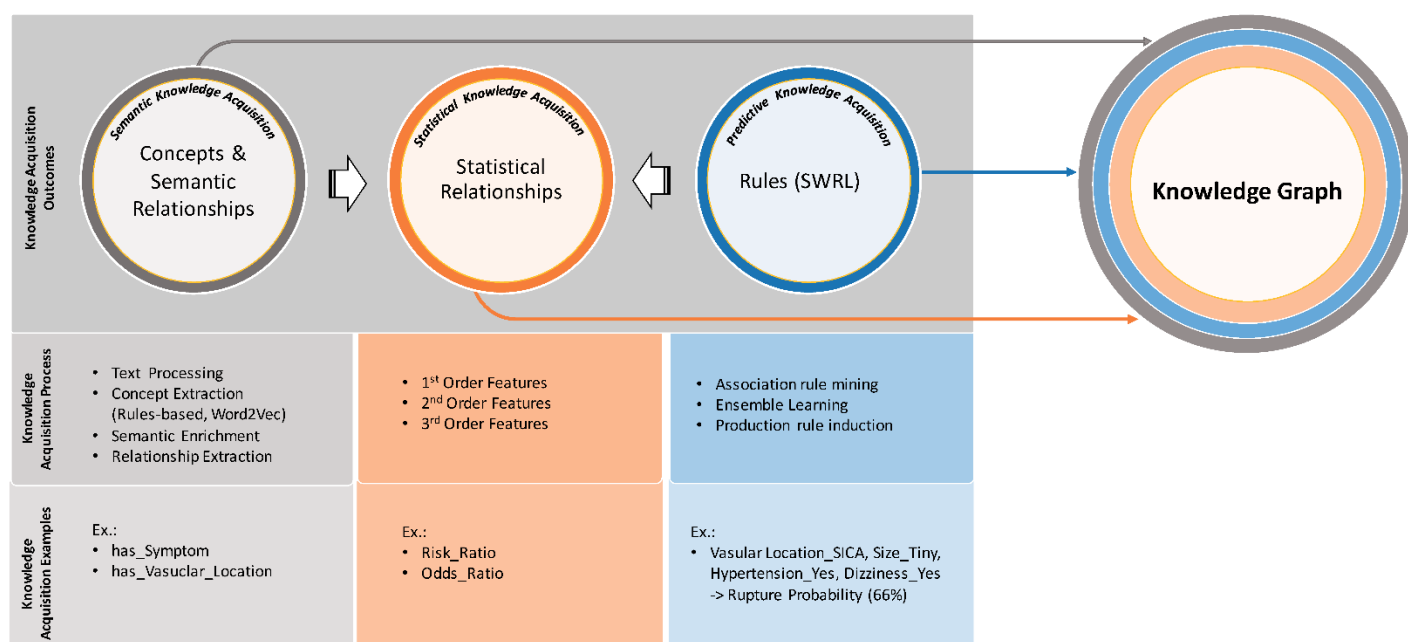 Knowledge Acquisition
Outcomes
Semantic Knowledge Acquisition
Concepts &
Semantic
Relationships
Statistical Knowledge Acquisition
Statistical
Relationships
Predictive Knowledge Acquisition
Rules (SWRL)
Knowledge Graph
Knowledge
Acquisition Process
• Text Processing
• Concept Extraction
(Rules-based, Word2Vec)
• Semantic Enrichment
• Relationship Extraction
• 1st Order Features
• 2nd Order Features
• 3rd Order Features
• Association rule mining
• Ensemble Learning
• Production rule induction
Knowledge
Acquisition Examples
Ex.:
• has_Symptom
• has_Vasuclar_Location
Ex.:
• Risk_Ratio
• Odds_Ratio
Ex.:
• Vasular Location_SICA, Size_Tiny,
Hypertension_Yes, Dizziness_Yes
-> Rupture Probability (66%)